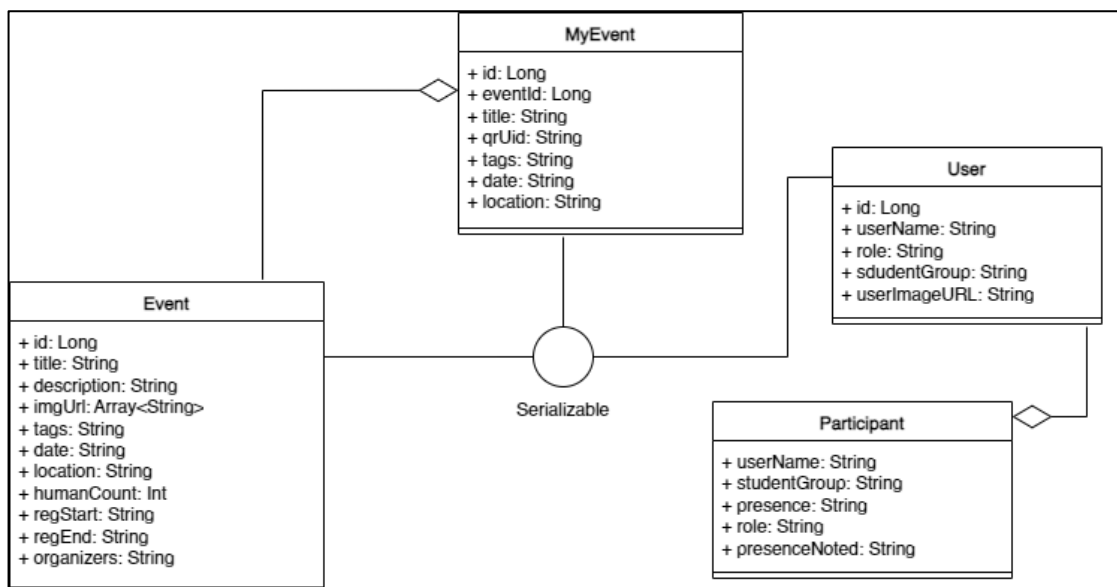 MyEvent
+ id: Long
+ eventId: Long
+ title: String
+ qrUid: String
+ tags: String
+ date: String
+ location: String
User
+ id: Long
+ userName: String
+ role: String
+ sdudentGroup: String
+ userImageURL: String
Event
+ id: Long
+ title: String
+ description: String
+ imgUrl: Array<String>
+ tags: String
+ date: String
+ location: String
+ humanCount: Int
+ regStart: String
+ regEnd: String
+ organizers: String
Serializable
Participant
+ userName: String
+ studentGroup: String
+ presence: String
+ role: String
+ presenceNoted: String